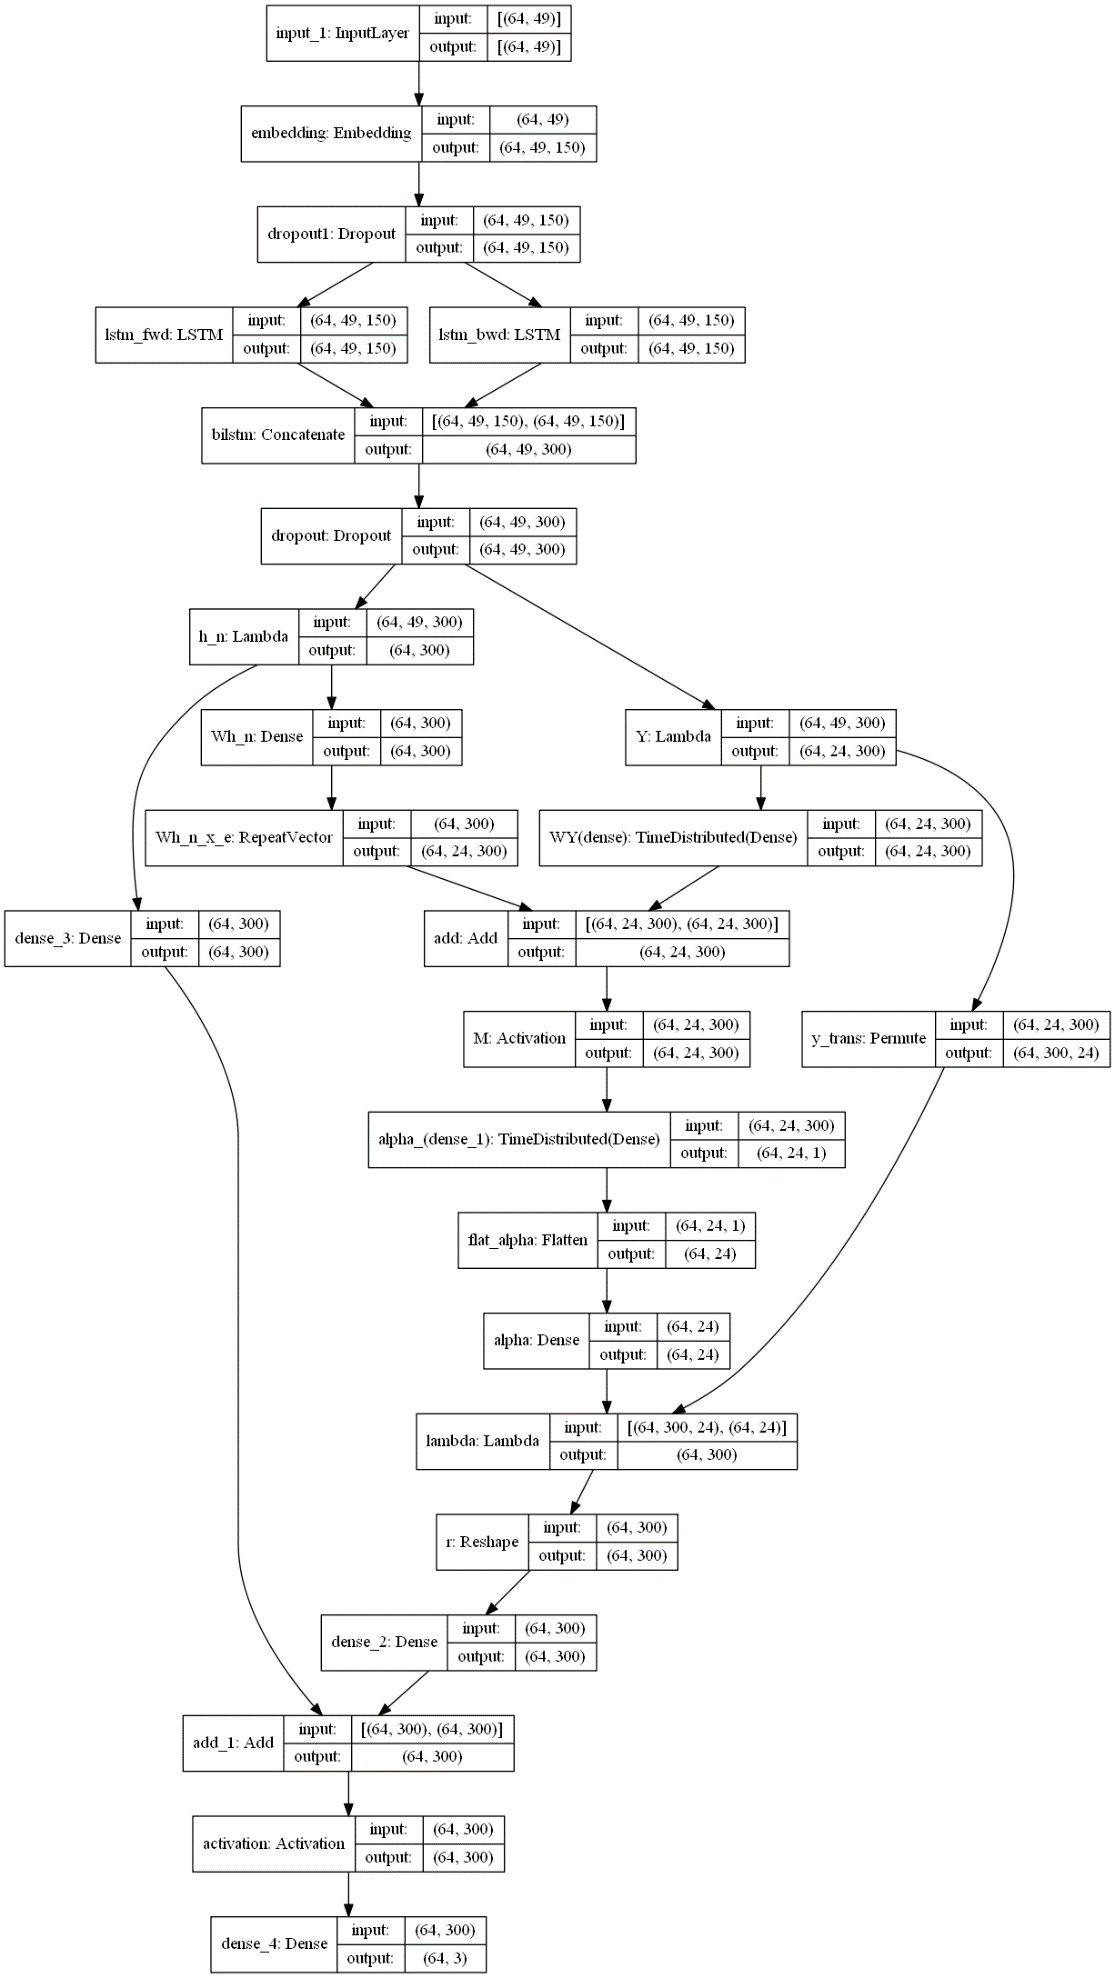 input_1: InputLayer
input: [(64, 49)]
output: [(64, 49)]
embedding: Embedding
input: (64, 49)
output: (64, 49, 150)
dropout1: Dropout
input: (64, 49, 150)
output: (64, 49, 150)
lstm_fwd: LSTM
input: (64, 49, 150)
output: (64, 49, 150)
lstm_bwd: LSTM
input: (64, 49, 150)
output: (64, 49, 150)
bilstm: Concatenate
input: [(64, 49, 150), (64, 49, 150)]
output: (64, 49, 300)
dropout: Dropout
input: (64, 49, 300)
output: (64, 49, 300)
h_n: Lambda
input: (64, 49, 300)
output: (64, 300)
Wh_n: Dense
input: (64, 300)
output: (64, 300)
Y: Lambda
input: (64, 49, 300)
output: (64, 24, 300)
Wh_n_x_e: RepeatVector
input: (64, 300)
output: (64, 24, 300)
WY(dense): TimeDistributed(Dense)
input: (64, 24, 300)
output: (64, 24, 300)
dense_3: Dense
input: (64, 300)
output: (64, 300)
add: Add
input: [(64, 24, 300), (64, 24, 300)]
output: (64, 24, 300)
M: Activation
input: (64, 24, 300)
output: (64, 24, 300)
y_trans: Permute
input: (64, 24, 300)
output: (64, 300, 24)
alpha_(dense_1): TimeDistributed(Dense)
input: (64, 24, 300)
output: (64, 24, 1)
flat_alpha: Flatten
input: (64, 24, 1)
output: (64, 24)
alpha: Dense
input: (64, 24)
output: (64, 24)
lambda: Lambda
input: [(64, 300, 24), (64, 24)]
output: (64, 300)
r: Reshape
input: (64, 300)
output: (64, 300)
dense_2: Dense
input: (64, 300)
output: (64, 300)
add_1: Add
input: [(64, 300), (64, 300)]
output: (64, 300)
activation: Activation
input: (64, 300)
output: (64, 300)
dense_4: Dense
input: (64, 300)
output: (64, 3)